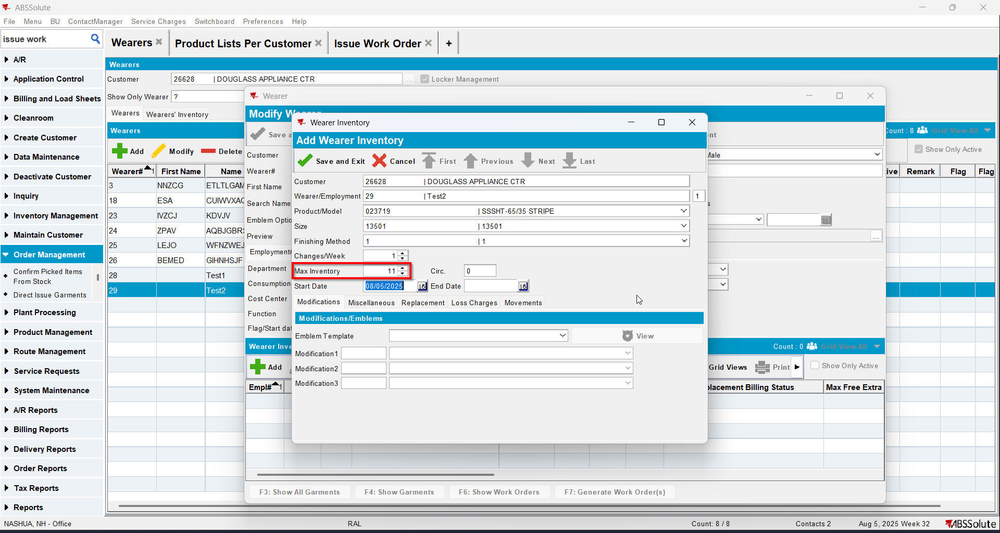 ABSSolute
File Menu BU ContactManager Service Charges Switchboard Preferences Help
issue work
Wearers Product Lists Per Customer Issue Work Order +
A/R
Application Control
Billing and Load Sheets
Cleanroom
Create Customer
Data Maintenance
Deactivate Customer
Inquiry
Inventory Management
Maintain Customer
Order Management
Confirm Picked Items
From Stock
Direct Issue Garments
Plant Processing
Product Management
Route Management
Service Requests
System Maintenance
A/R Reports
Billing Reports
Delivery Reports
Order Reports
Tax Reports
Reports
Wearers
Customer 26628 | DOUGLASS APPLIANCE CTR ... Locker Management
Show Only Wearer ?
Wearers Wearers' Inventory
Wearers Count : 8 Grid View All
Add Modify Delete Show Only Active
Wearer# 1 First Name Name Remark Flag Flag
3 NNZCG ETLTLGAM
18 ESA CUIWVXAC
23 IVZCJ KDVJV
24 ZPAV AQBJGBRS
25 LEJO WFNZWEJ
26 BEMED GIHNHSJF
28 Test1
29 Test2
Wearer
Modify Wearer
Save a
Customer
Wearer#
First Name
Search Name
Emblem Optio
Preview ...
Employment#
Department
Consumption
Cost Center
Function
Flag/Start dat
Male
16
Wearer Inve Count : 0 Grid View All
Add Grid Views Print Show Only Active
Empl# 1 placement Billing Status Max Free Extra
F3: Show All Garments F4: Show Garments F6: Show Work Orders F7: Generate Work Order(s)
Wearer Inventory
Add Wearer Inventory
Save and Exit Cancel First Previous Next Last
Customer 26628 | DOUGLASS APPLIANCE CTR
Wearer/Employment 29 | Test2 1
Product/Model 023719 | SSSHT-65/35 STRIPE
Size 13501 | 13501
Finishing Method 1 | 1
Changes/Week 1
Max Inventory 11 Circ. 0
Start Date 08/05/2025 16 End Date 16
Modifications Miscellaneous Replacement Loss Charges Movements
Modifications/Emblems
Emblem Template View
Modification1
Modification2
Modification3
NASHUA, NH - Office RAL Count: 8 / 8 Contacts 2 Aug 5, 2025 Week 32 ABSSolute